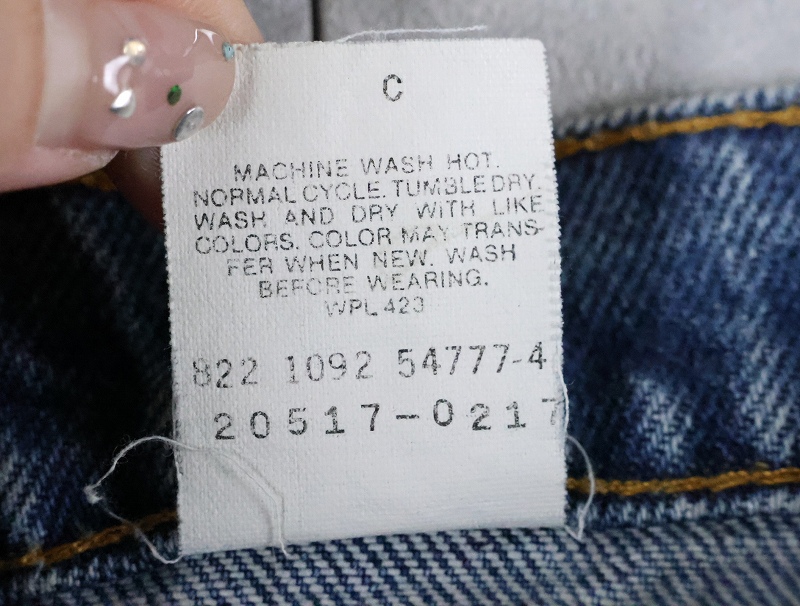 C
MACHINE WASH HOT.
NORMAL CYCLE. TUMBLE DRY.
WASH AND DRY WITH LIKE
COLORS. COLOR MAY TRANS-
FER WHEN NEW. WASH
BEFORE WEARING.
WPL 423
822 1092 54777-4
20517-0217